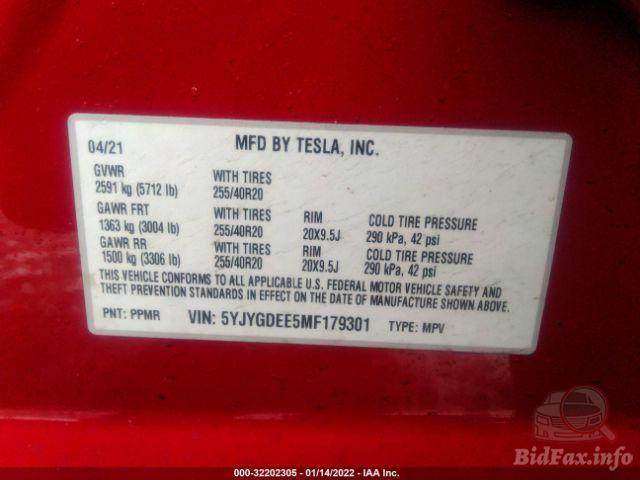 04/21 MFD BY TESLA, INC.
GVWR WITH TIRES
2591 kg (5712 lb) 255/40R20
GAWR FRT WITH TIRES RIM COLD TIRE PRESSURE
1363 kg (3004 lb) 255/40R20 20X9.5J 290 kPa, 42 psi
GAWR RR WITH TIRES RIM COLD TIRE PRESSURE
1500 kg (3306 lb) 255/40R20 20X9.5J 290 kPa, 42 psi
THIS VEHICLE CONFORMS TO ALL APPLICABLE U.S. FEDERAL MOTOR VEHICLE SAFETY AND
THEFT PREVENTION STANDARDS IN EFFECT ON THE DATE OF MANUFACTURE SHOWN ABOVE.
PNT: PPMR VIN: 5YJYGDEE5MF179301 TYPE: MPV
BidFax.info
000-32202305 - 01/14/2022 - IAA Inc.